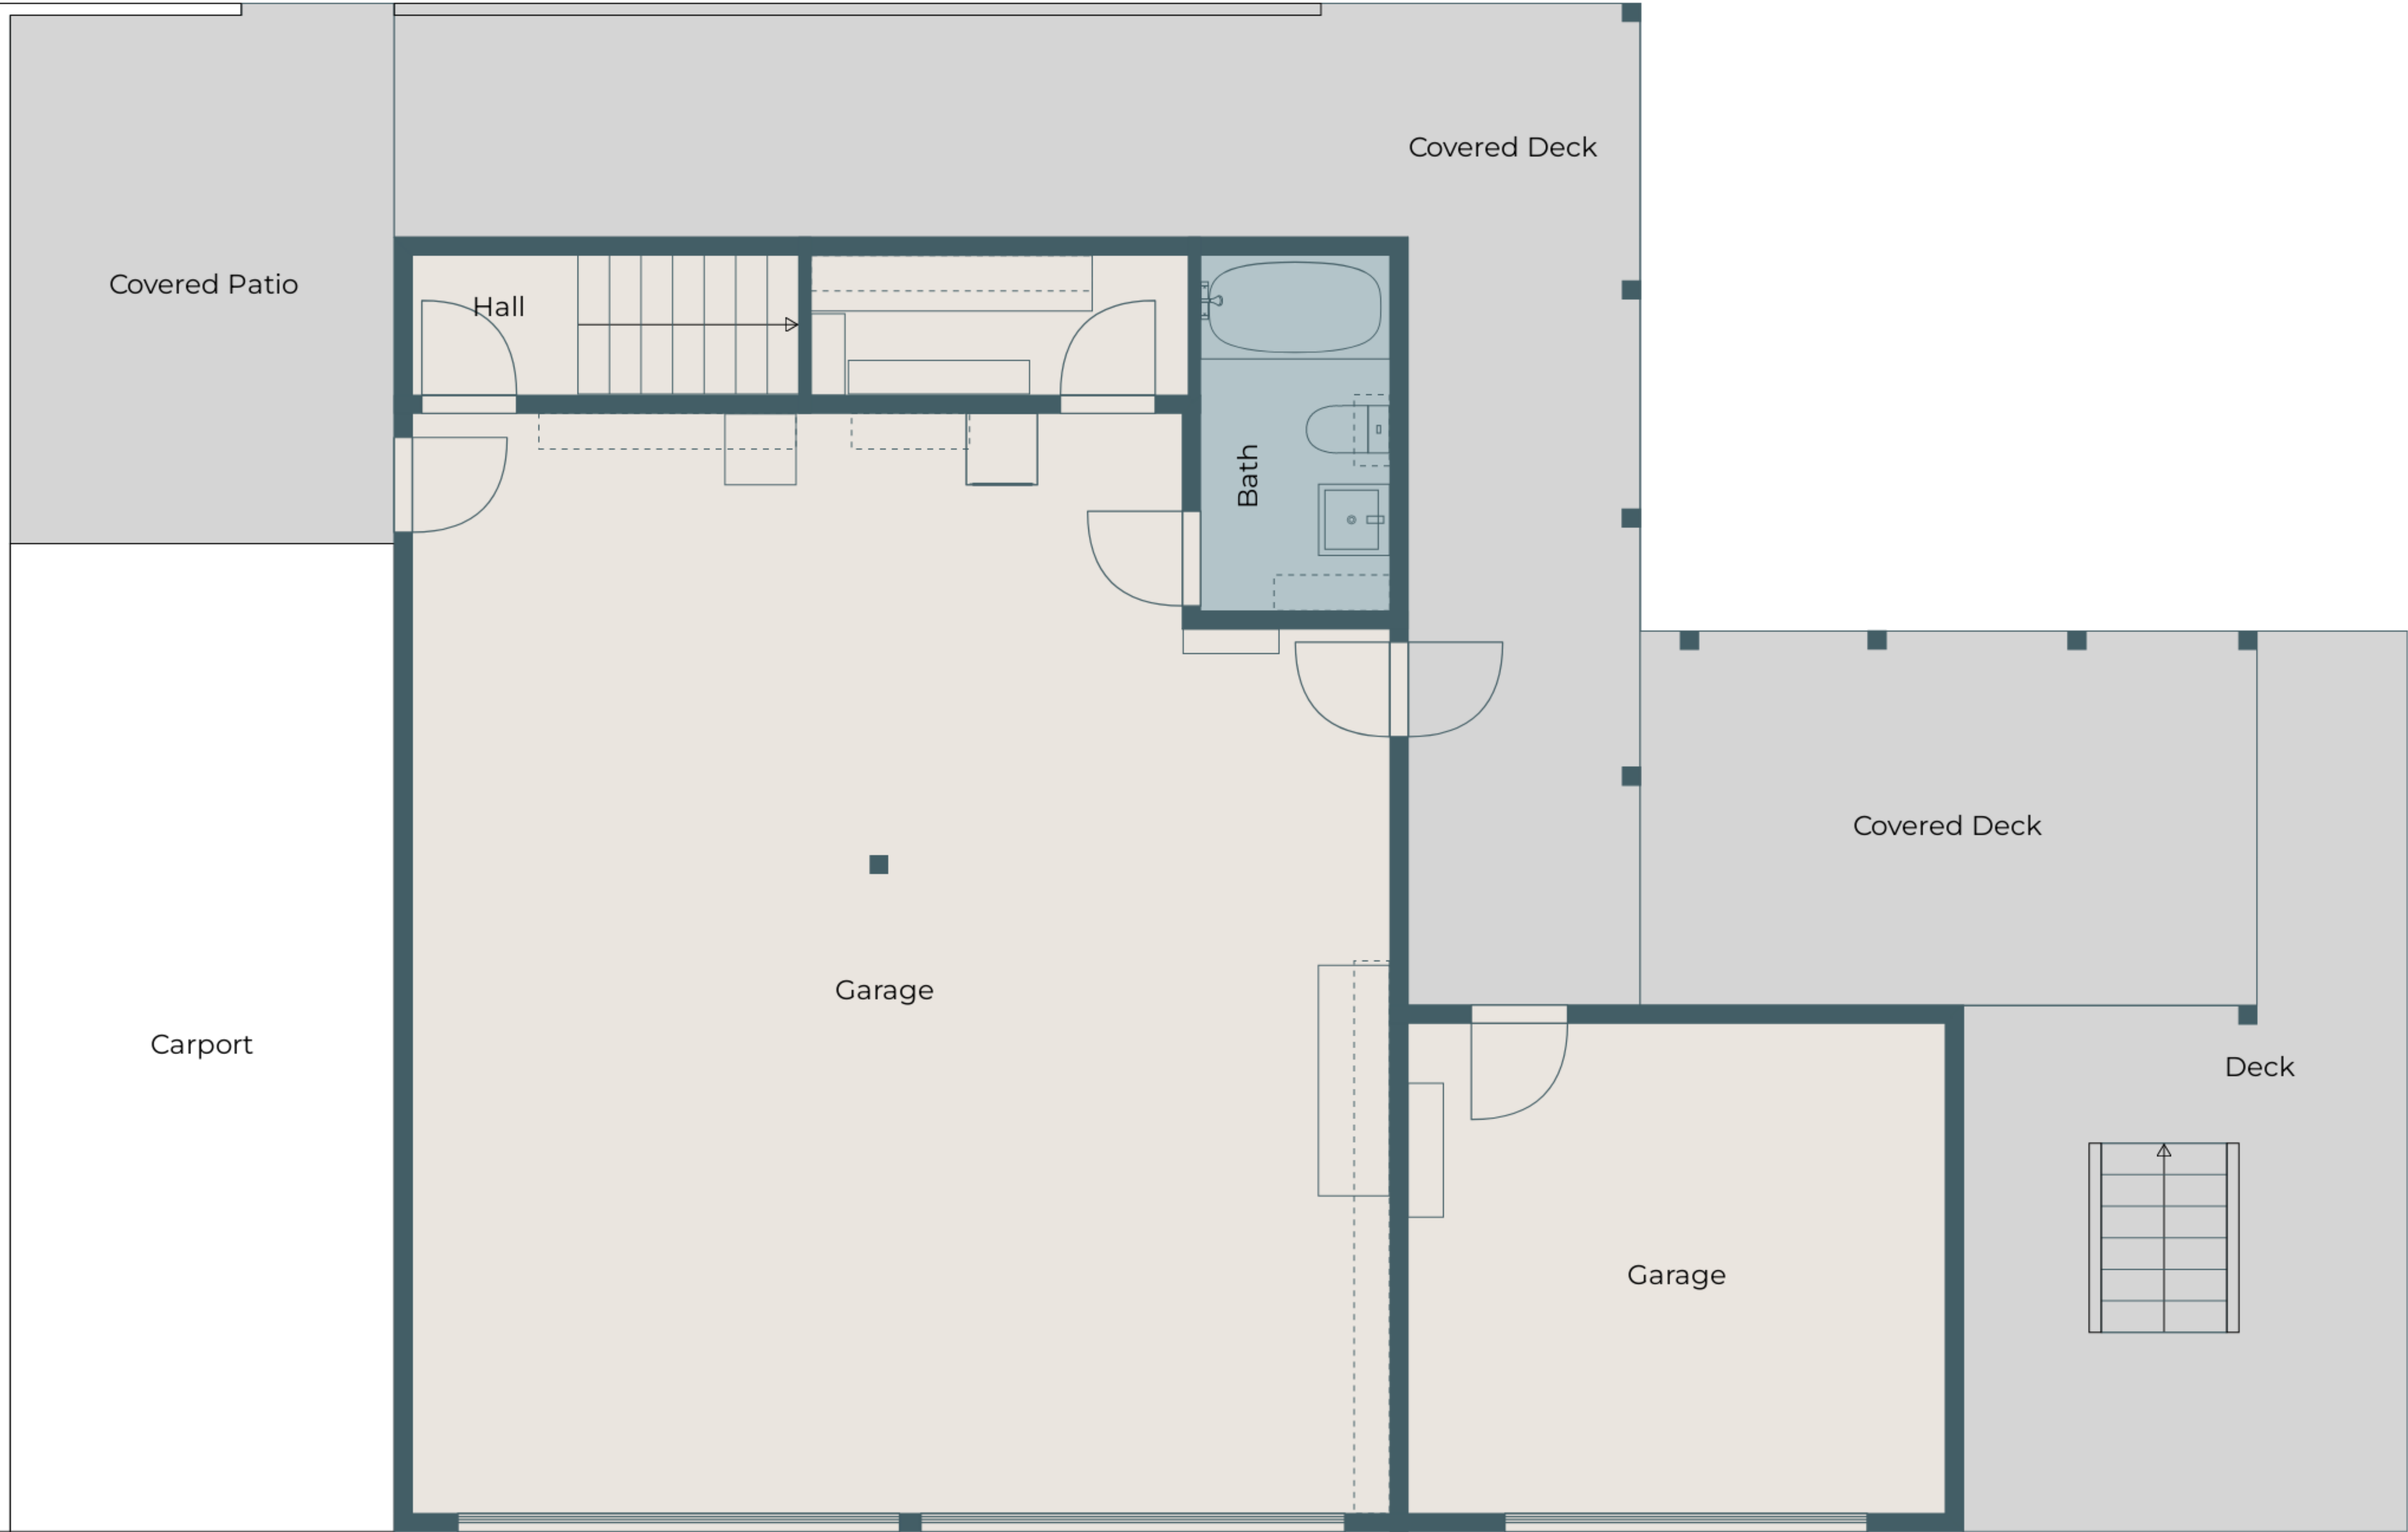 Covered Deck
Covered Patio
Hall
Bath
Covered Deck
Garage
Carport
Deck
Garage